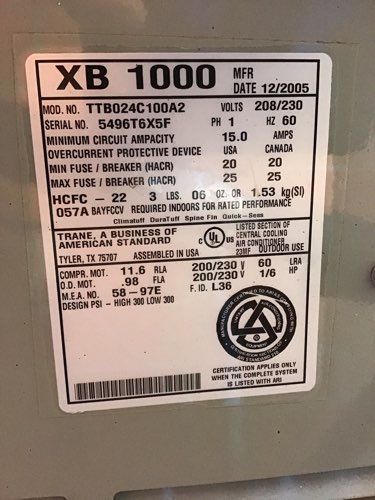 XB 1000 MFR DATE 12/2005
MOD. NO. TTB024C100A2 VOLTS 208/230
SERIAL NO. 5496T6X5F PH 1 HZ 60
MINIMUM CIRCUIT AMPACITY 15.0 AMPS
OVERCURRENT PROTECTIVE DEVICE USA CANADA
MIN FUSE / BREAKER (HACR) 20 20
MAX FUSE / BREAKER (HACR) 25 25
HCFC - 22 3 LBS. 06 OZ. OR 1.53 kg(SI)
057A BAYFCCV REQUIRED INDOORS FOR RATED PERFORMANCE
Climatuff DuraTuff Spine Fin Quick-Sess
TRANE, A BUSINESS OF
AMERICAN STANDARD
TYLER, TX 75707 ASSEMBLED IN USA
C UL US
LISTED SECTION OF
CENTRAL COOLING
AIR CONDITIONER
23MF OUTDOOR USE
COMPR. MOT. 11.6 RLA 200/230 V 60 LRA
O.D. MOT. .98 FLA 200/230 V 1/6 HP
M.E.A. NO. 58 - 97E F. ID. L36
DESIGN PSI - HIGH 300 LOW 300
EQUIPMENT
CERTIFICATION APPLIES ONLY
WHEN THE COMPLETE SYSTEM
IS LISTED WITH ARI